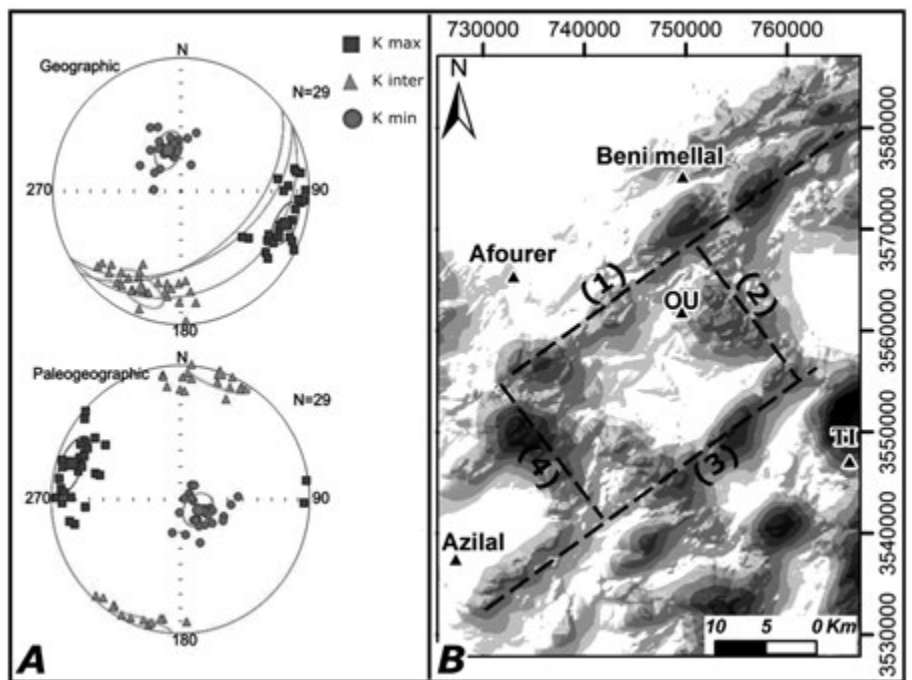 Geographic
N
K max
K inter
K min
N=29
270
90
180
Paleogeographic
N
N=29
270
90
180
A
730000 740000 750000 760000
N
Beni mellal
Afourer
OU
TI
Azilal
(1)
(2)
(3)
(4)
3580000
3570000
3560000
3550000
3540000
3530000
10 5 0 Km
B